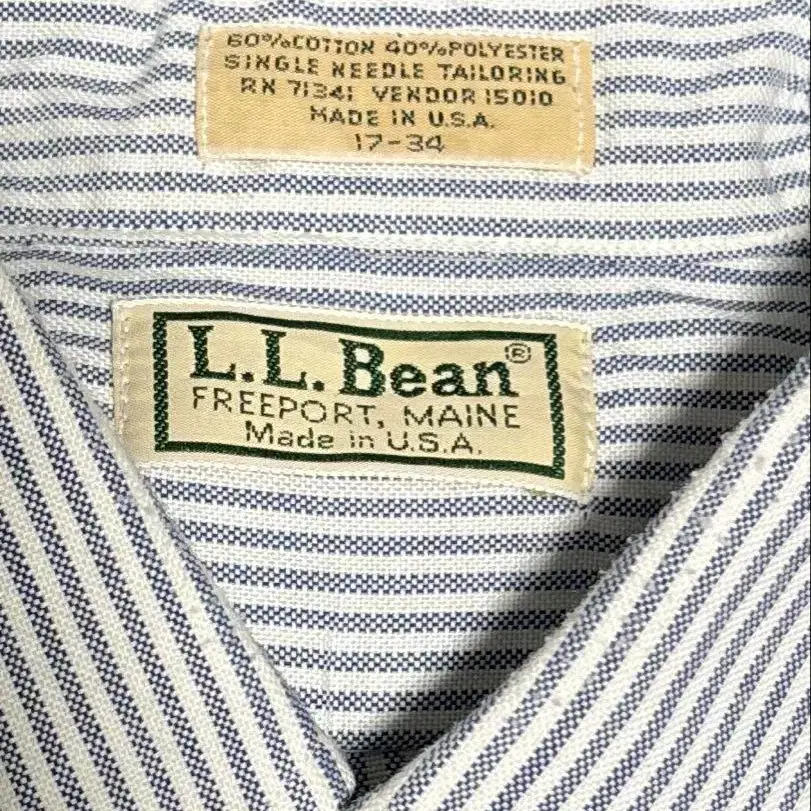 60%COTTON 40%POLYESTER
SINGLE NEEDLE TAILORING
RN 71341 VENDOR 15010
MADE IN U.S.A.
17-34
L.L.Bean®
FREEPORT, MAINE
Made in U.S.A.